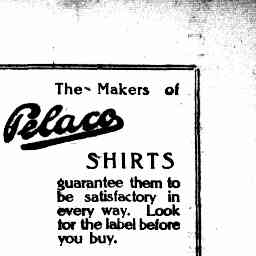 The Makers of
Pelaco
SHIRTS
guarantee them to
be satisfactory in
every way. Look
for the label before
you buy.